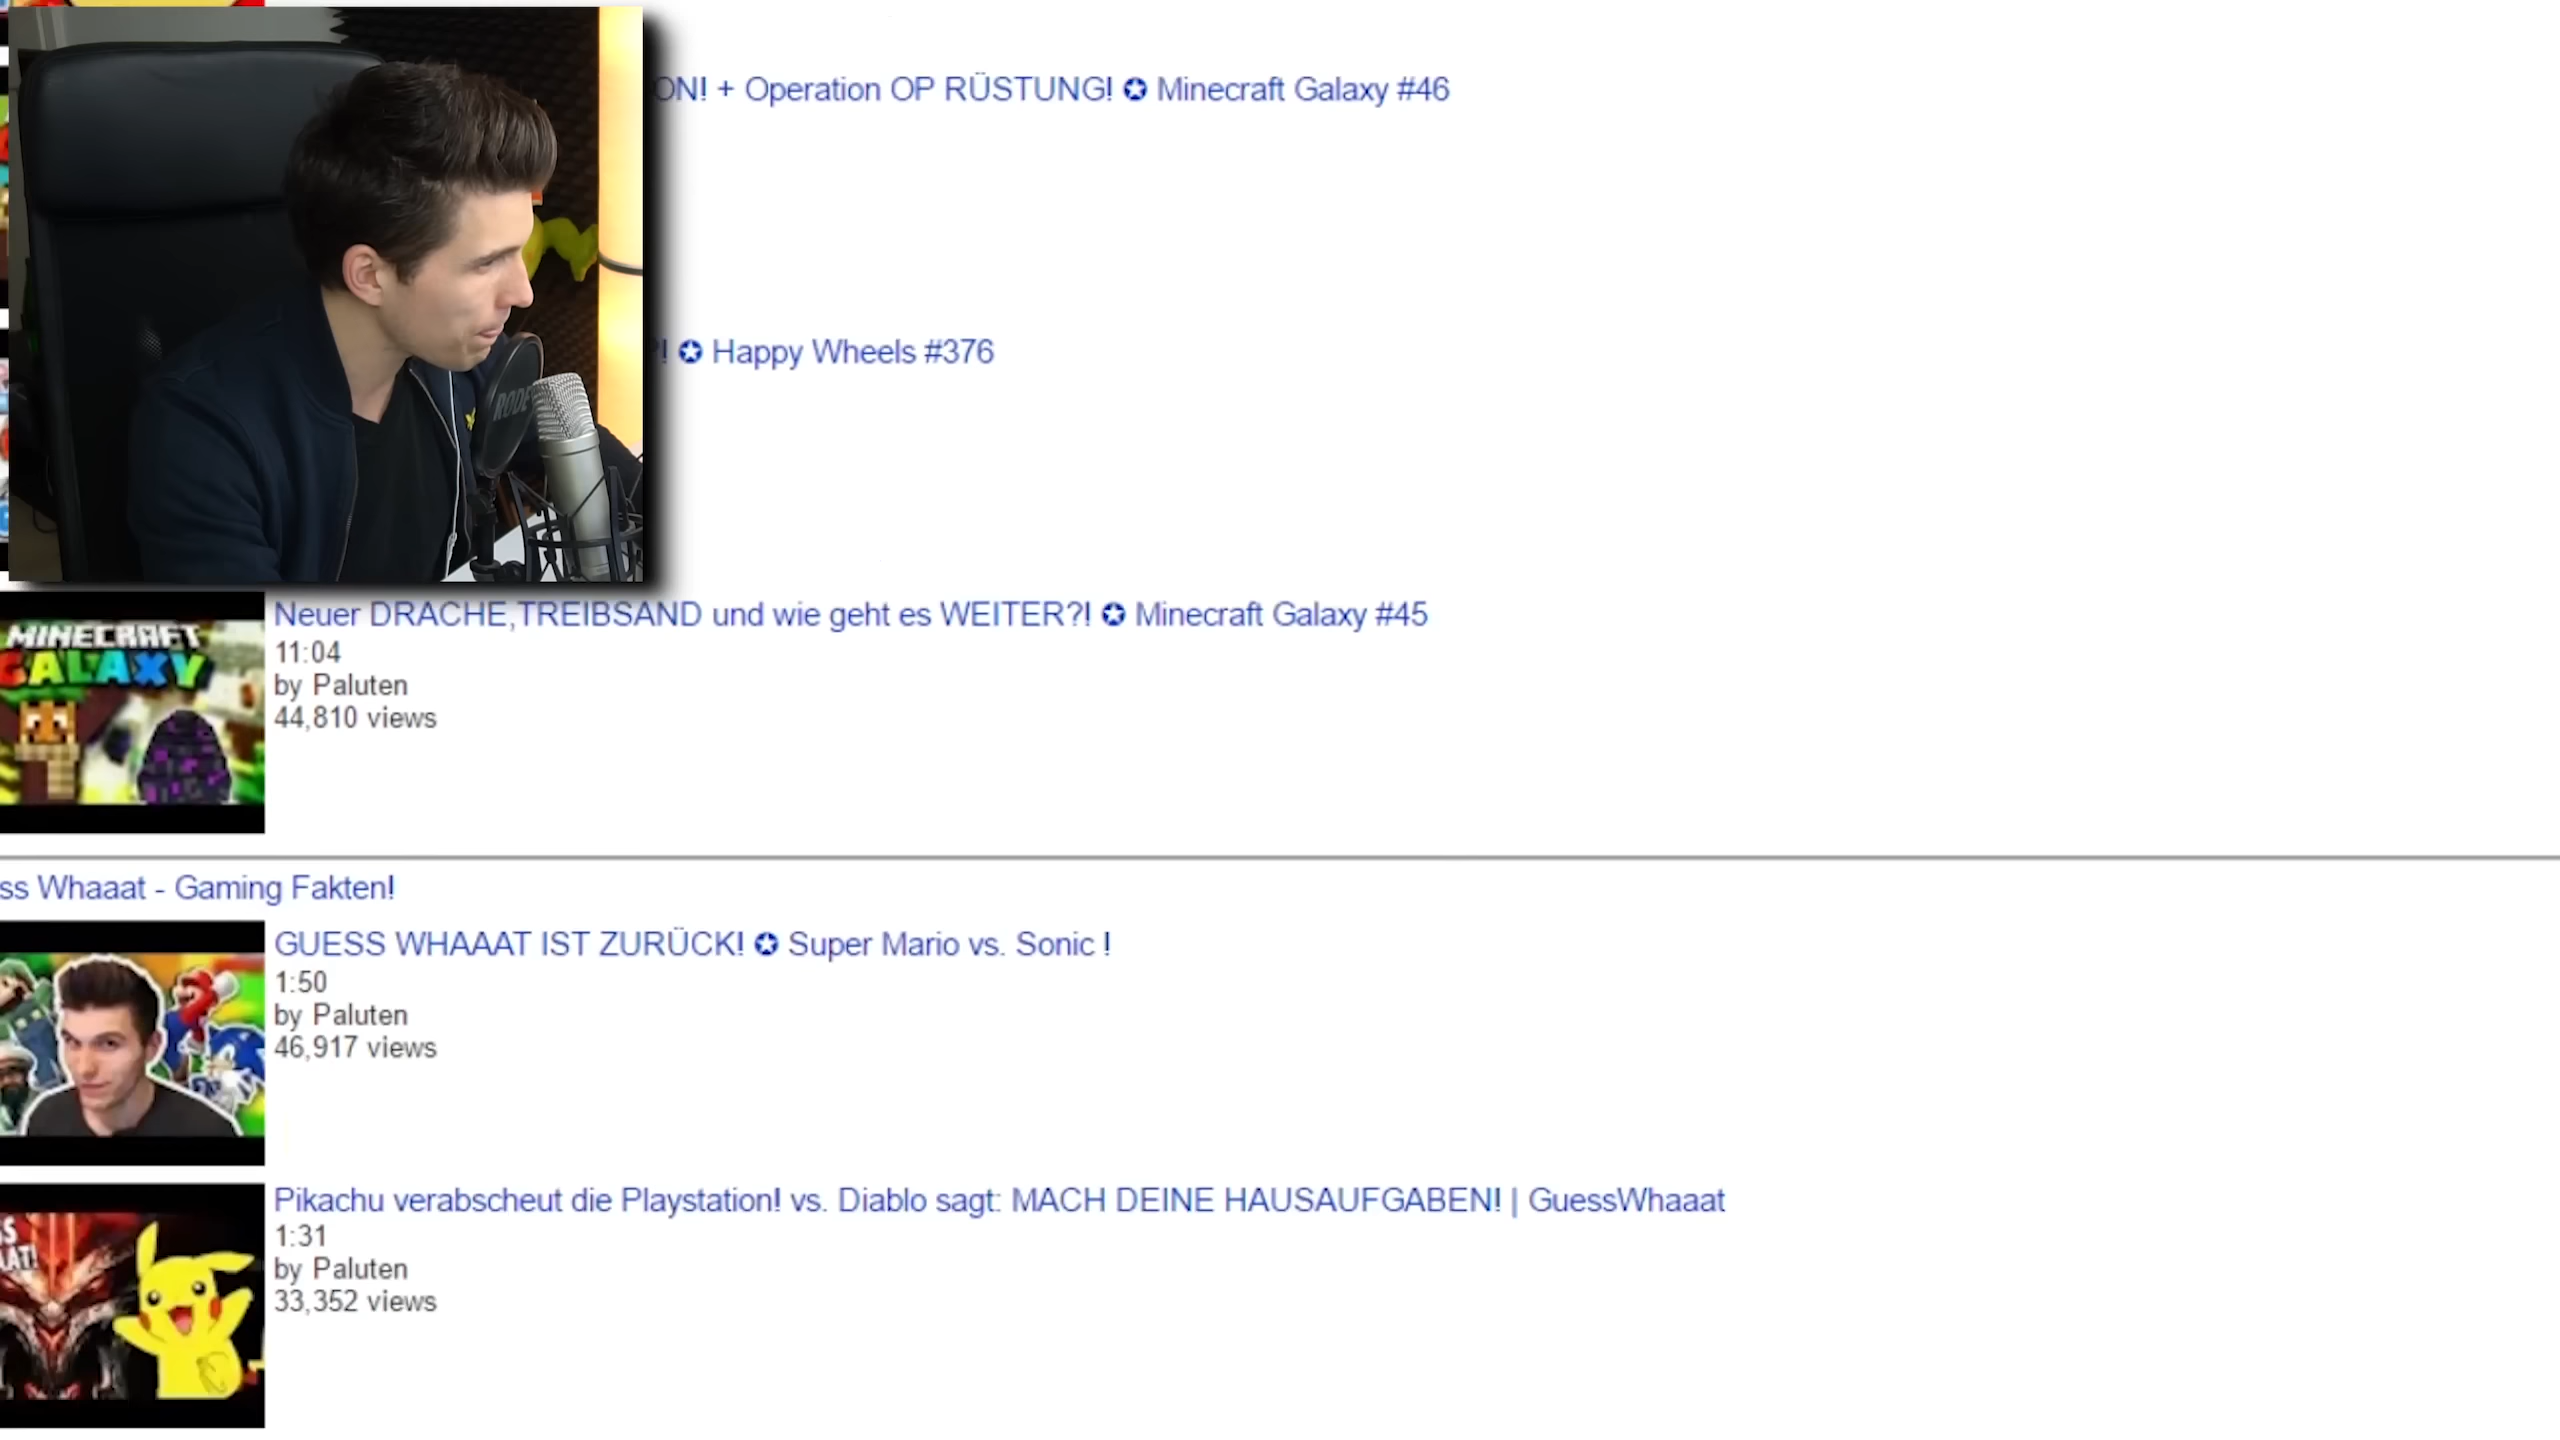 ON! + Operation OP RÜSTUNG! ✪ Minecraft Galaxy #46
! ✪ Happy Wheels #376
RODE
Neuer DRACHE,TREIBSAND und wie geht es WEITER?! ✪ Minecraft Galaxy #45
11:04
by Paluten
44,810 views
MINECRAFT
GALAXY
ss Whaaat - Gaming Fakten!
GUESS WHAAAT IST ZURÜCK! ✪ Super Mario vs. Sonic !
1:50
by Paluten
46,917 views
Pikachu verabscheut die Playstation! vs. Diablo sagt: MACH DEINE HAUSAUFGABEN! | GuessWhaaat
1:31
by Paluten
33,352 views